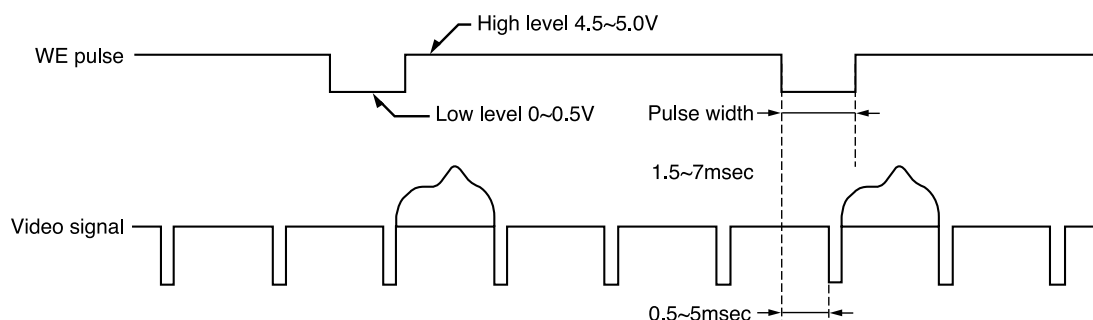 High level 4.5~5.0V
WE pulse
Low level 0~0.5V
Pulse width
1.5~7msec
Video signal
0.5~5msec